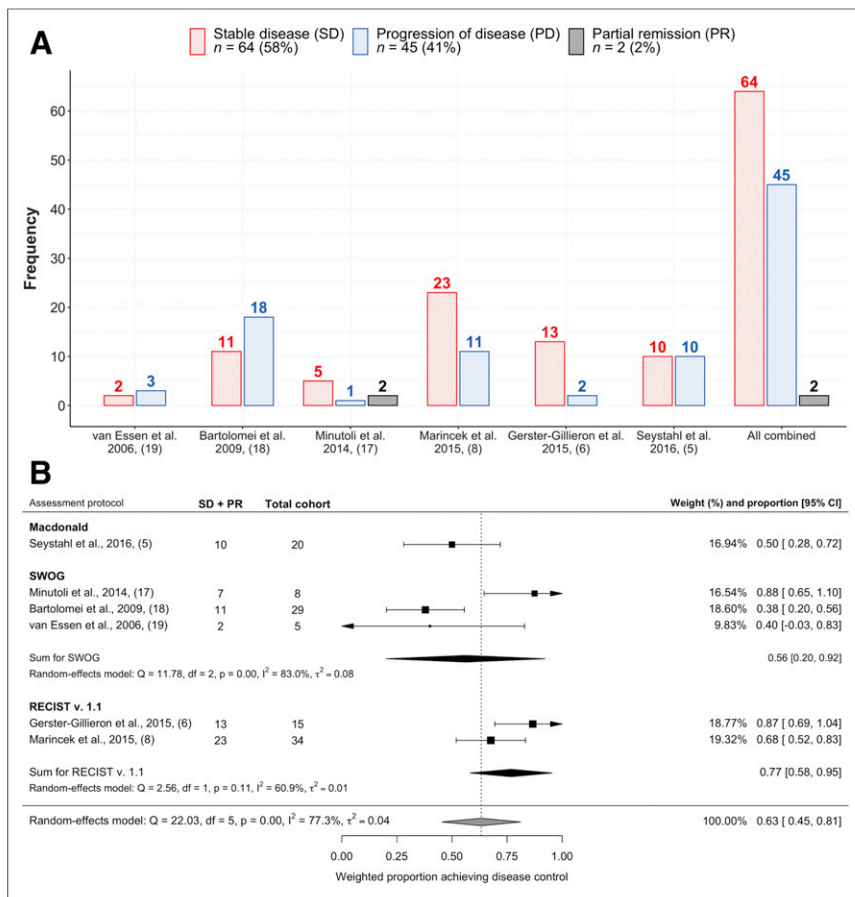 A
Stable disease (SD) Progression of disease (PD) Partial remission (PR)
n = 64 (58%) n = 45 (41%) n = 2 (2%)
Frequency
60
50
40
30
20
10
0
2 3
11 18
5 1 2
23 11
13 2
10 10
64 45 2
van Essen et al. Bartolomei et al. Minutoli et al. Marincek et al. Gerster-Gillieron et al. Seystahl et al. All combined
2006, (19) 2009, (18) 2014, (17) 2015, (8) 2015, (6) 2016, (5)
B
Assessment protocol SD + PR Total cohort Weight (%) and proportion [95% CI]
Macdonald
Seystahl et al., 2016, (5) 10 20 16.94% 0.50 [ 0.28, 0.72]
SWOG
Minutoli et al., 2014, (17) 7 8 16.54% 0.88 [ 0.65, 1.10]
Bartolomei et al., 2009, (18) 11 29 18.60% 0.38 [ 0.20, 0.56]
van Essen et al., 2006, (19) 2 5 9.83% 0.40 [-0.03, 0.83]
Sum for SWOG 0.56 [0.20, 0.92]
Random-effects model: Q = 11.78, df = 2, p = 0.00, I² = 83.0%, τ² = 0.08
RECIST v. 1.1
Gerster-Gillieron et al., 2015, (6) 13 15 18.77% 0.87 [ 0.69, 1.04]
Marincek et al., 2015, (8) 23 34 19.32% 0.68 [ 0.52, 0.83]
Sum for RECIST v. 1.1 0.77 [0.58, 0.95]
Random-effects model: Q = 2.56, df = 1, p = 0.11, I² = 60.9%, τ² = 0.01
Random-effects model: Q = 22.03, df = 5, p = 0.00, I² = 77.3%, τ² = 0.04 100.00% 0.63 [0.45, 0.81]
0.00 0.25 0.50 0.75 1.00
Weighted proportion achieving disease control